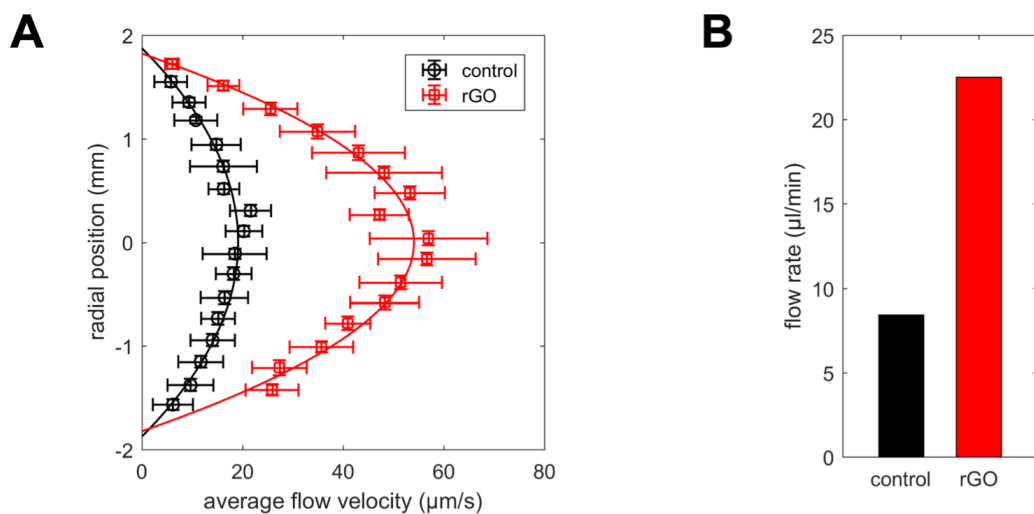 A
2
1
0
-1
-2
radial position (mm)
control
rGO
0
20
40
60
80
average flow velocity (µm/s)
B
25
20
15
10
5
0
flow rate (µl/min)
control
rGO